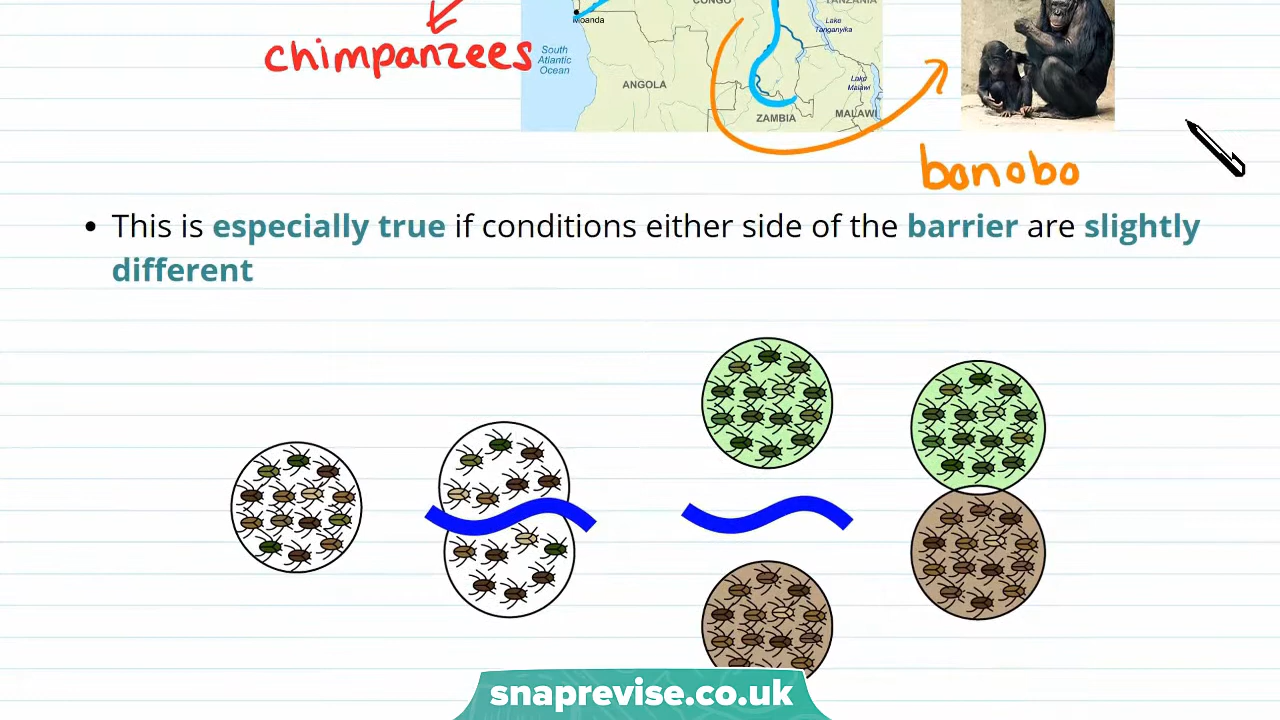 CONGO
TANZANIA
Moanda
Lake
Tanganyika
chimpanzees
South
Atlantic
Ocean
ANGOLA
Lake
Malawi
ZAMBIA
MALAWI
bonobo
• This is especially true if conditions either side of the barrier are slightly
different
snaprevise.co.uk